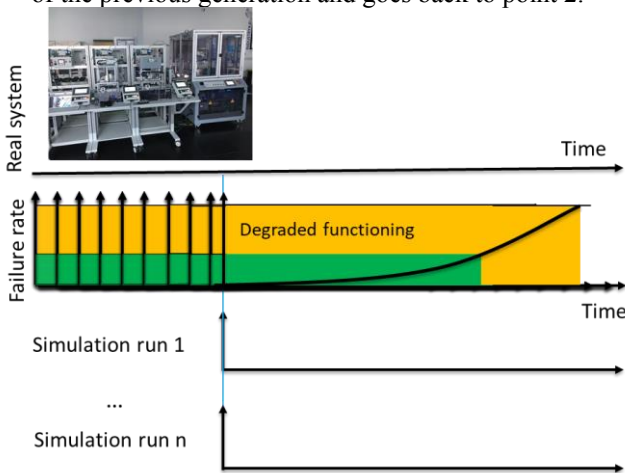 of the previous generation and goes back to point 2.
Real system
Time
Failure rate
Degraded functioning
Time
Simulation run 1
...
Simulation run n